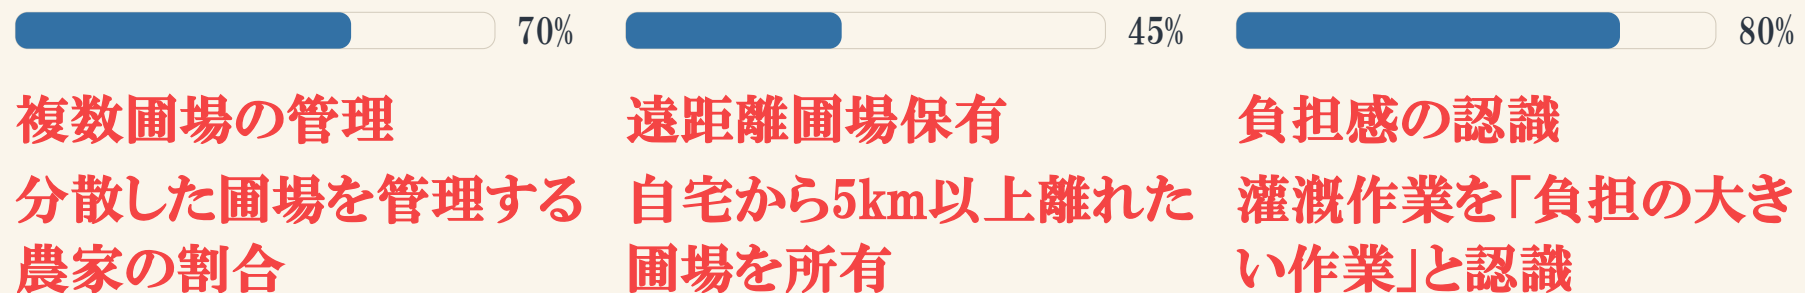 70%
複数圃場の管理
分散した圃場を管理する
農家の割合
45%
遠距離圃場保有
自宅から5km以上離れた
圃場を所有
80%
負担感の認識
灌漑作業を「負担の大き
い作業」と認識